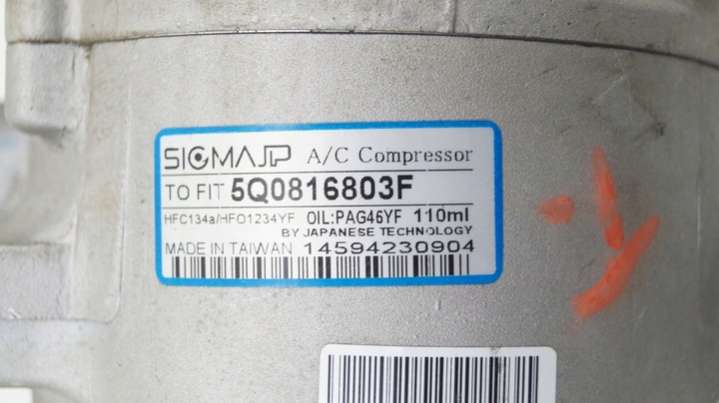 SIGMAJP A/C Compressor
TO FIT 5Q0816803F
HFC134a/HFO1234YF OIL:PAG46YF 110ml
BY JAPANESE TECHNOLOGY
MADE IN TAIWAN 14594230904